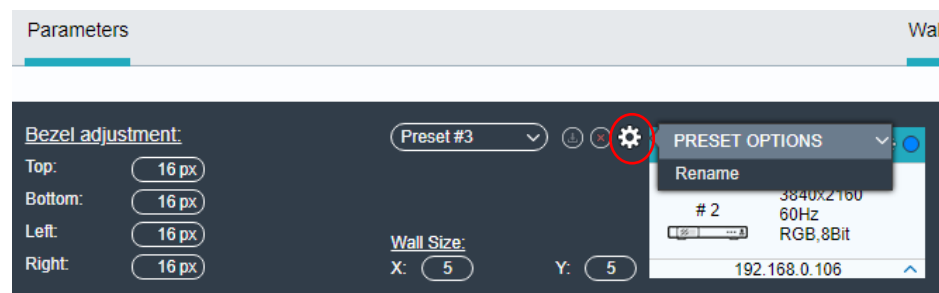 Parameters
Wal
Bezel adjustment:
Preset #3
PRESET OPTIONS
Top:
16 px
Rename
Bottom:
16 px
# 2
3840x2160
60Hz
RGB,8Bit
Left:
16 px
Wall Size:
Right:
16 px
X:
5
Y:
5
192.168.0.106